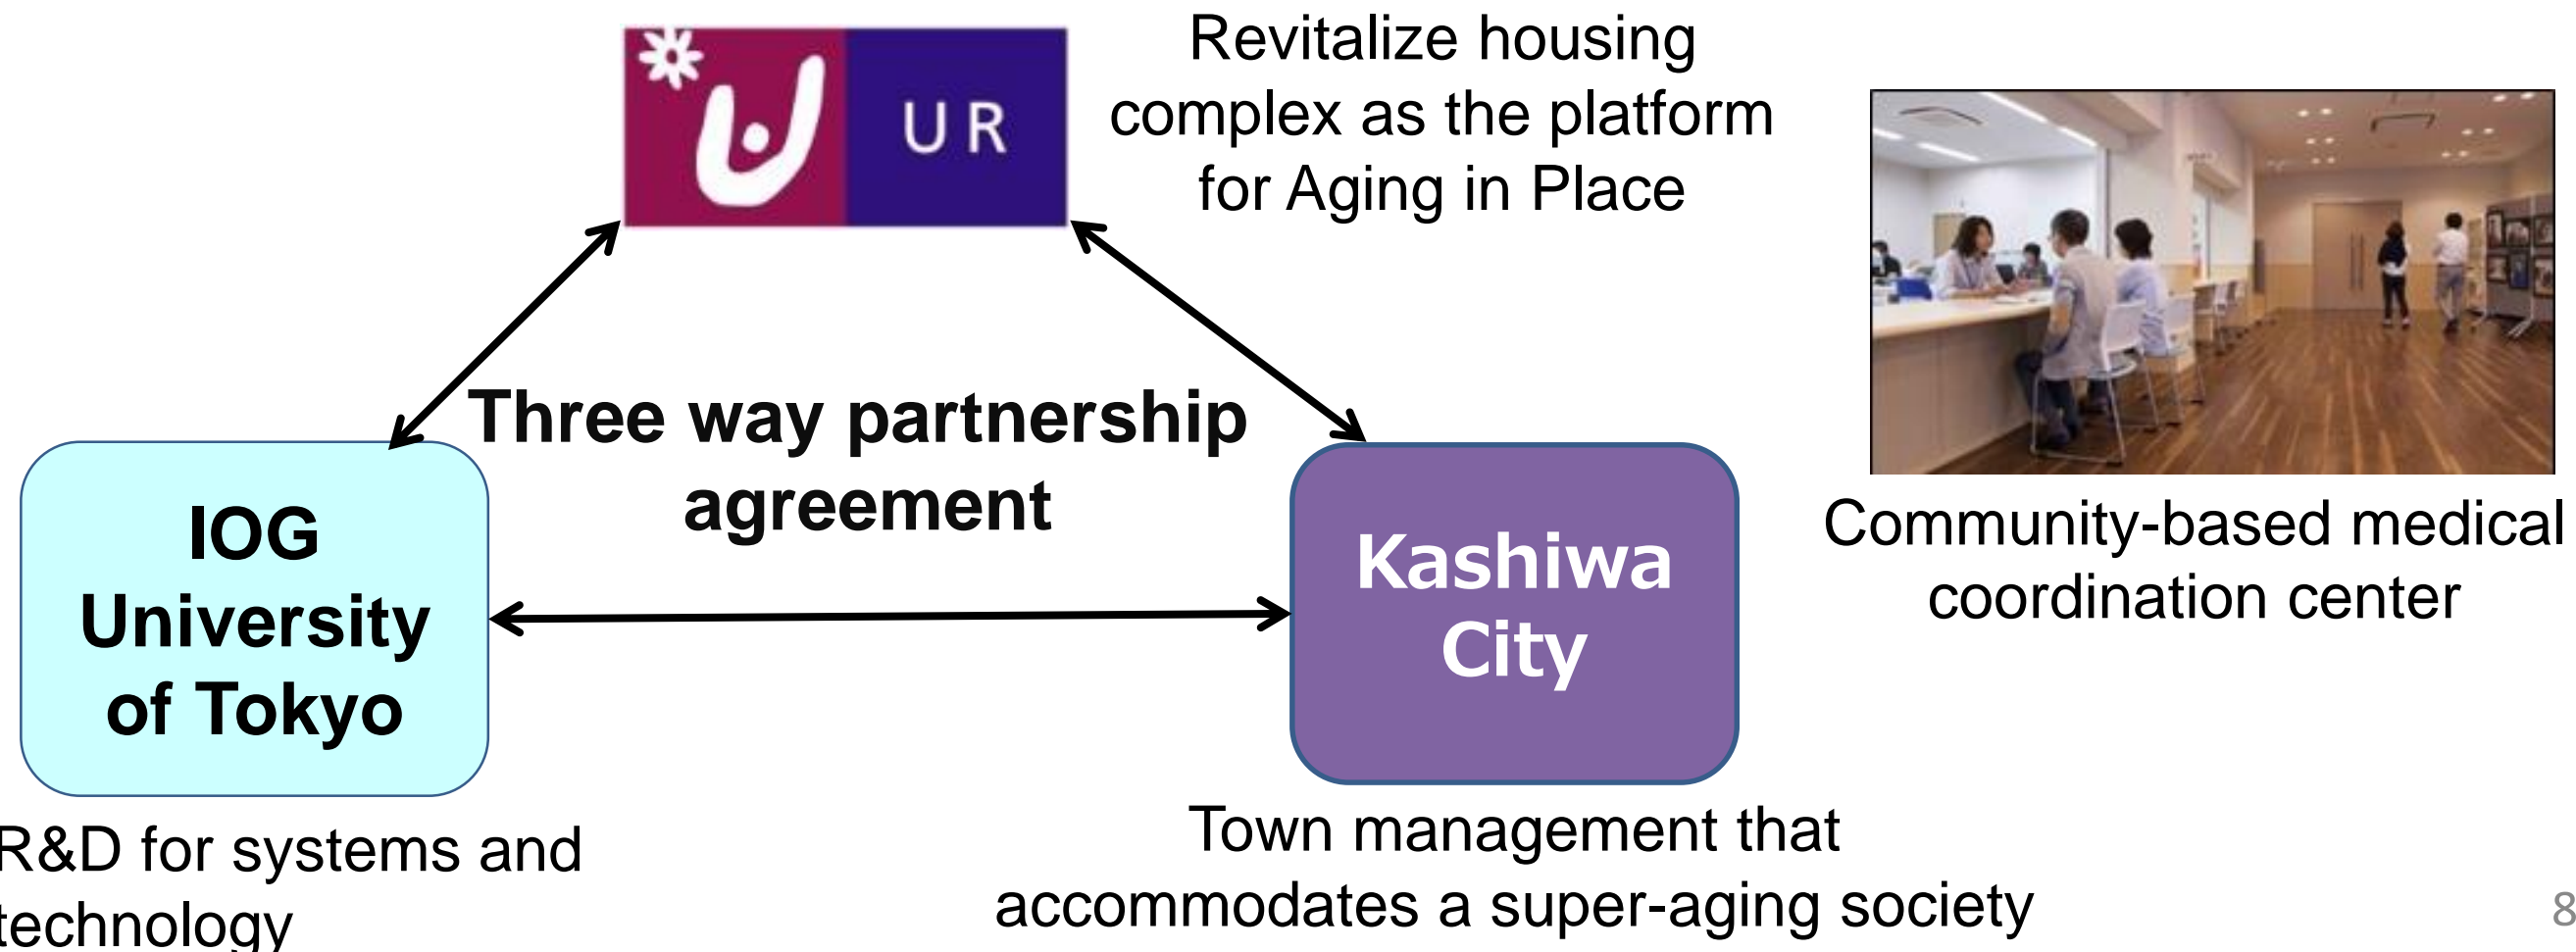 UR
Revitalize housing
complex as the platform
for Aging in Place
Three way partnership
agreement
IOG
University
of Tokyo
Kashiwa
City
Community-based medical
coordination center
R&D for systems and
technology
Town management that
accommodates a super-aging society
8